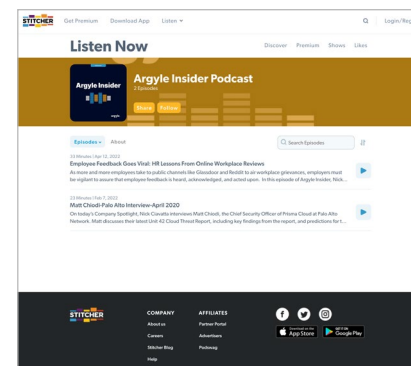 STITCHER
Get Premium
Download App
Listen
Login/Reg
Listen Now
Discover
Premium
Shows
Likes
Argyle Insider
argyle
Argyle Insider Podcast
2 Episodes
Share
Follow
Episodes
About
Search Episodes
23 Minutes | Apr 12, 2022
Employee Feedback Goes Viral: HR Lessons From Online Workplace Reviews
As more and more employees take to public channels like Glassdoor and Reddit to air workplace grievances, employers must
be vigilant to assure that employee feedback is heard, acknowledged, and acted upon. In this episode of Argyle Insider, Nick...
23 Minutes | Feb 7, 2022
Matt Chiodi-Palo Alto Interview-April 2020
On today's Company Spotlight, Nick Ciavatta interviews Matt Chiodi, the Chief Security Officer of Prisma Cloud at Palo Alto
Network. Matt discusses their latest Unit 42 Cloud Threat Report, including key findings from the report, and predictions for t...
STITCHER
COMPANY
About us
Careers
Stitcher Blog
Help
AFFILIATES
Partner Portal
Advertisers
Podswag
Download on the
App Store
GET IT ON
Google Play